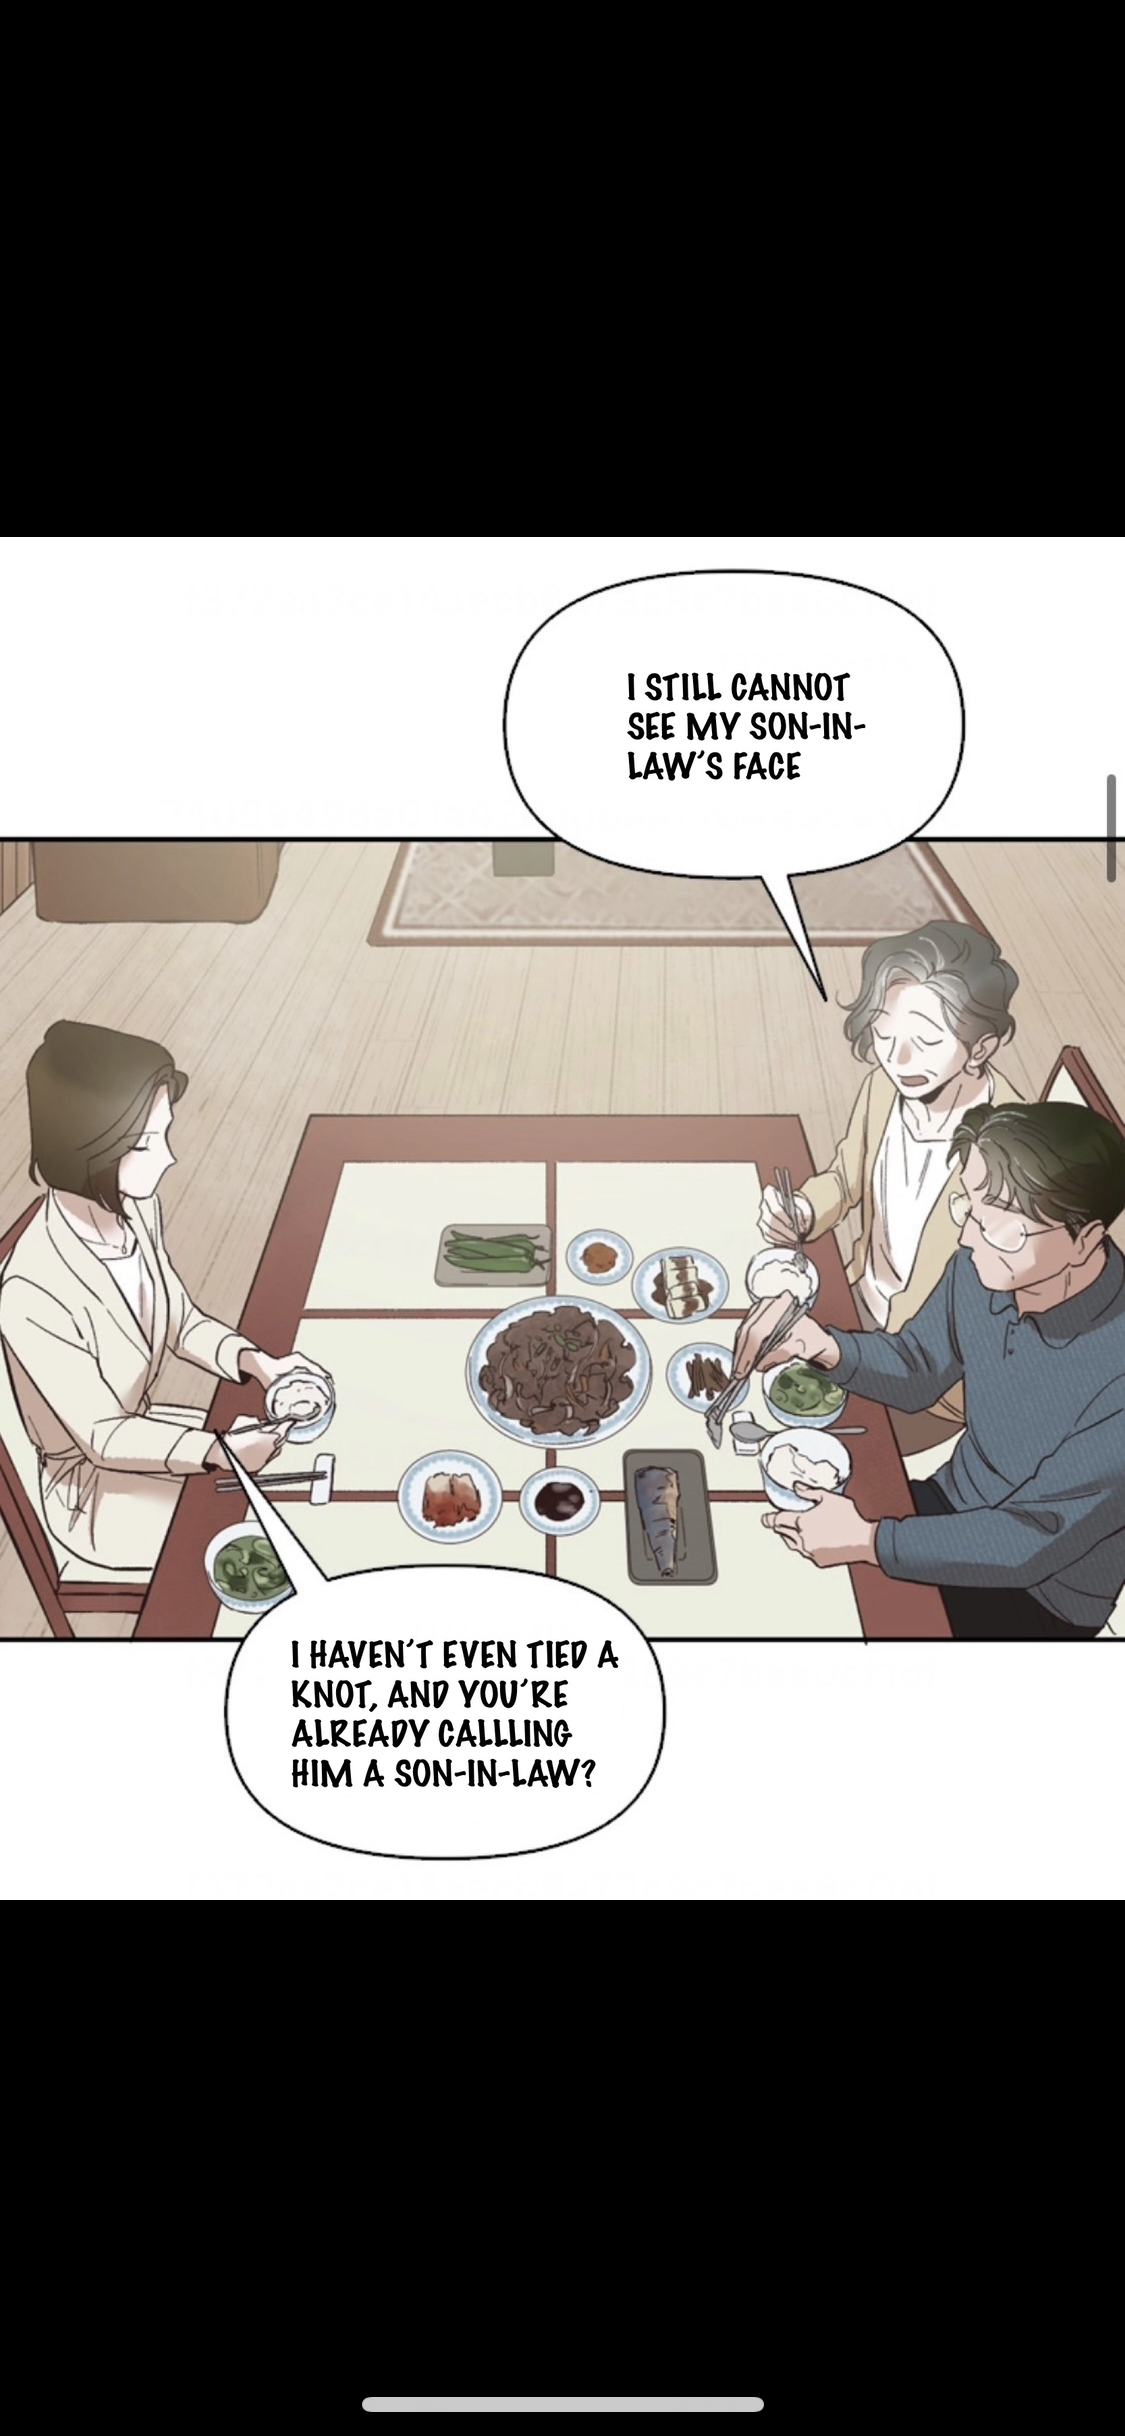 I STILL CANNOT
SEE MY SON-IN-
LAW'S FACE
I HAVEN'T EVEN TIED A
KNOT, AND YOU'RE
ALREADY CALLLING
HIM A SON-IN-LAW?